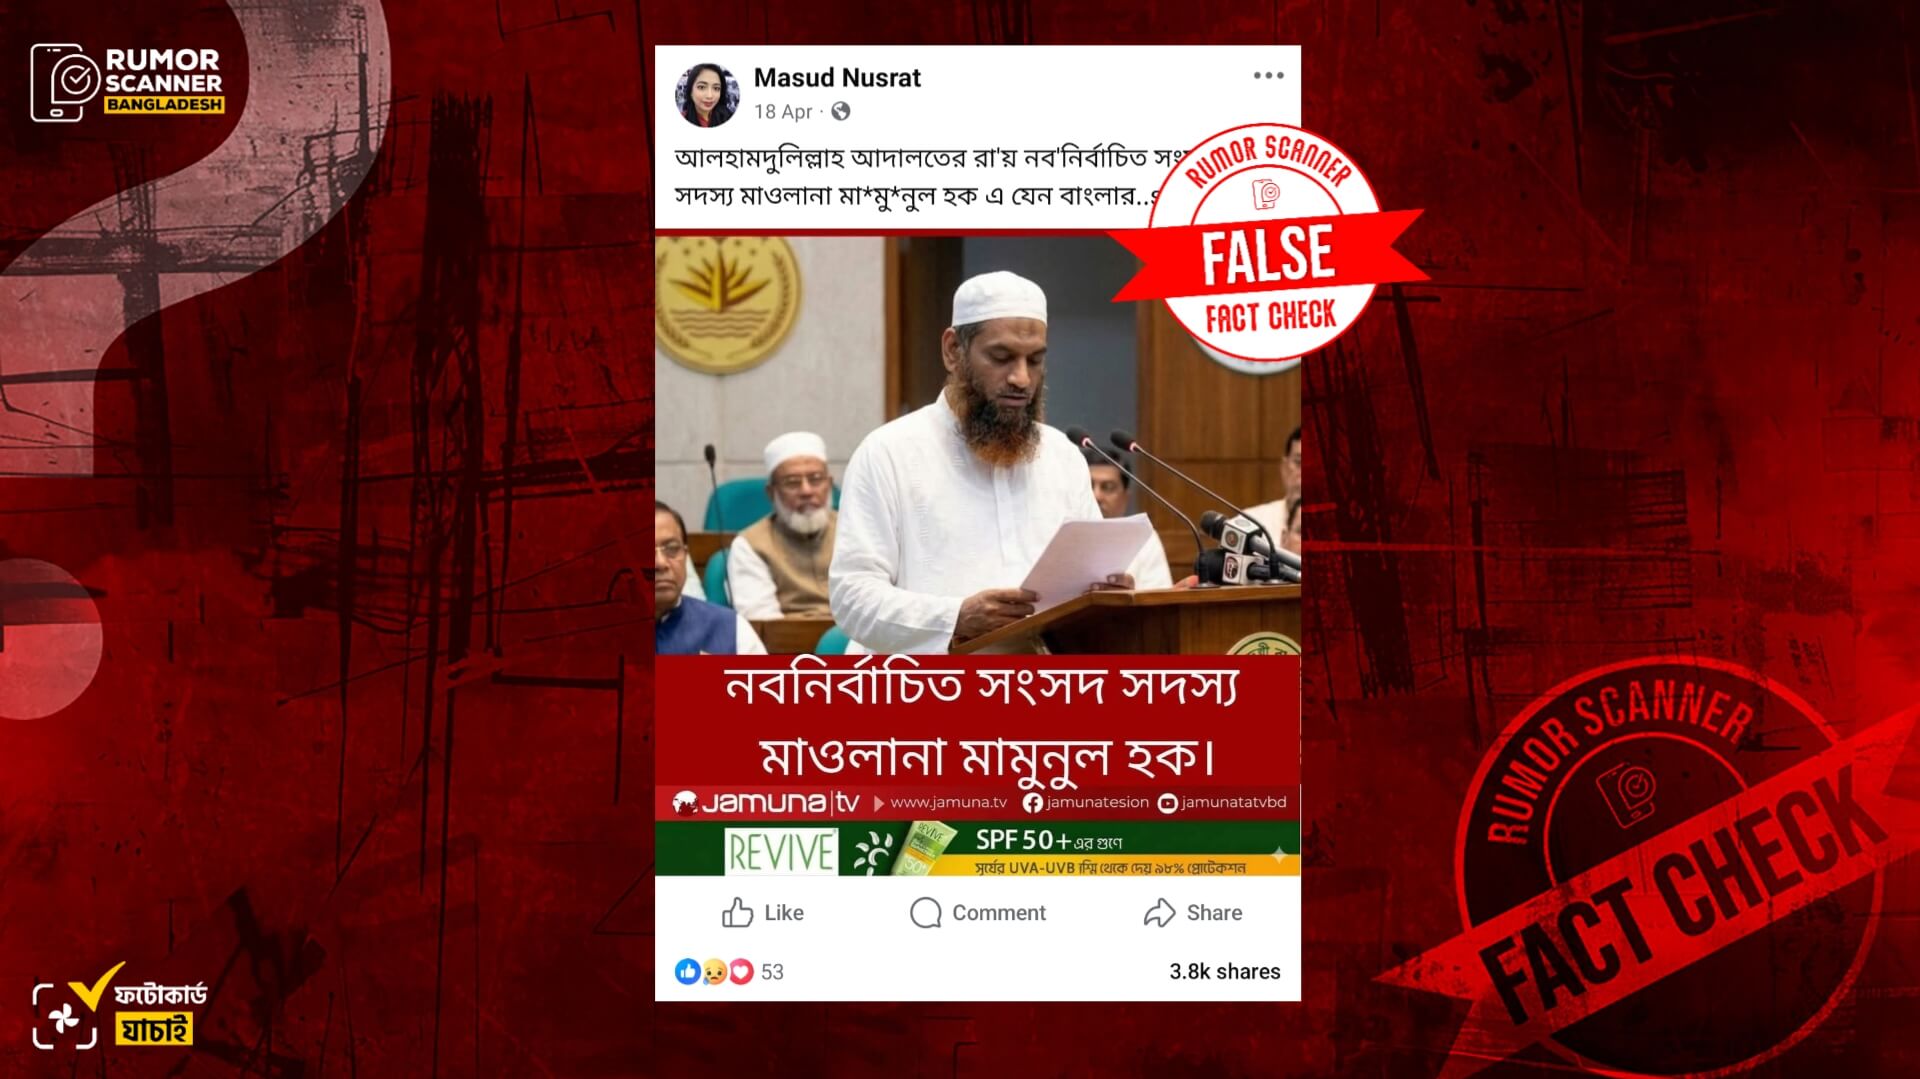 RUMOR
SCANNER
BANGLADESH
Masud Nusrat
18 Apr ·
আলহামদুলিল্লাহ আদালতের রা'য় নব'নির্বাচিত
সদস্য মাওলানা মা*মু*নুল হক এ যেন বাংলার..
RUMOR SCANNER
FALSE
FACT CHECK
নবনির্বাচিত সংসদ সদস্য
মাওলানা মামুনুল হক।
Jamuna|tv www.jamuna.tv jamunatesion jamunatatvbd
REVIVE
SPF 50+এর গুণে
সূর্যের UVA-UVB রশ্মি থেকে দেয় ৯৮% প্রোটেকশন
Like Comment Share
53 3.8k shares
RUMOR SCANNER
FACT CHECK
ফটোকার্ড
যাচাই